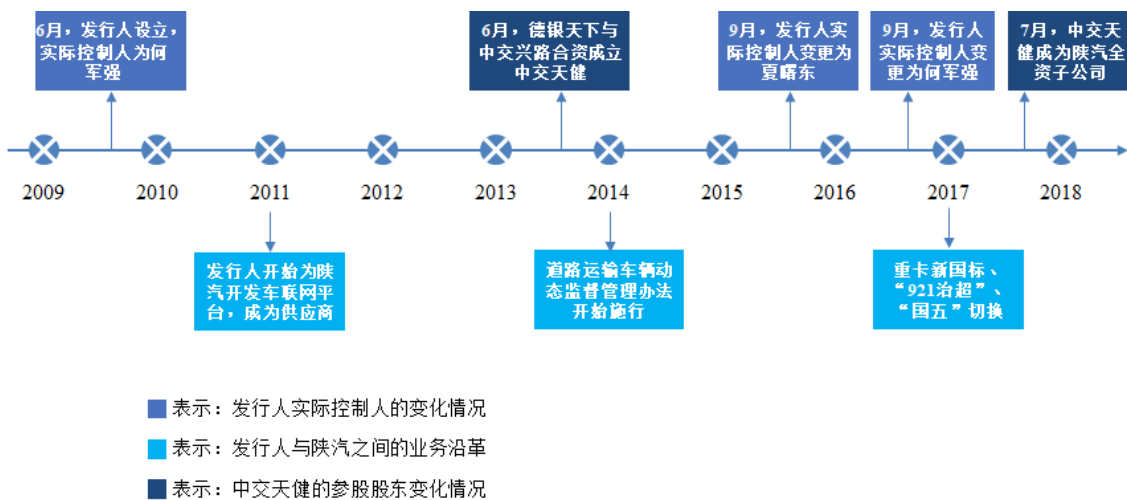 6月，发行人设立，
实际控制人为何
军强
6月，德银天下与
中交兴路合资成立
中交天健
9月，发行人实
际控制人变更为
夏曙东
9月，发行人
实际控制人变
更为何军强
7月，中交天
健成为陕汽全
资子公司
2009
2010
2011
2012
2013
2014
2015
2016
2017
2018
发行人开始为陕
汽开发车联网平
台，成为供应商
道路运输车辆动
态监督管理办法
开始施行
重卡新国标、
“921治超”、
“国五”切换
表示：发行人实际控制人的变化情况
表示：发行人与陕汽之间的业务沿革
表示：中交天健的参股股东变化情况